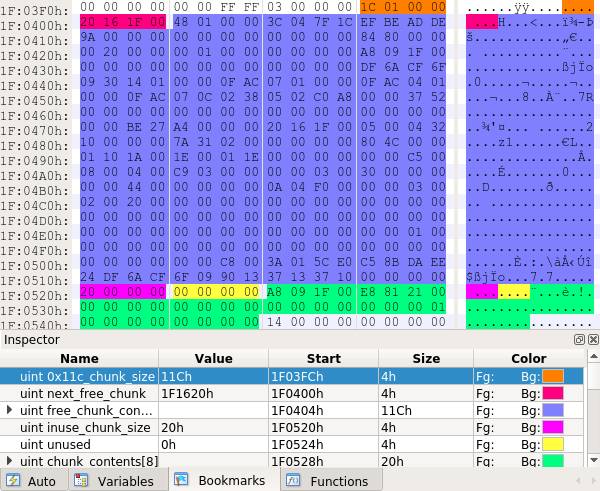 1F:03F0h: 00 00 00 00 00 00 FF FF 03 00 00 00 1C 01 00 00 ......ÿÿ........
1F:0400h: 20 16 1F 00 48 01 00 00 3C 04 7F 1C EF BE AD DE  ...H...<...ï¾-Þ
1F:0410h: 9A 00 00 00 00 00 00 00 00 00 00 00 84 80 00 00
1F:0420h: 00 20 00 00 00 01 00 00 00 00 00 00 A8 09 1F 00
1F:0430h: 00 00 00 00 00 00 00 00 00 00 00 00 DF 6A CF 6F
1F:0440h: 09 30 14 01 00 00 0F AC 07 01 00 00 0F AC 04 01
1F:0450h: 00 00 0F AC 07 0C 02 38 05 02 C0 A8 00 00 37 52
1F:0460h: 00 00 00 00 00 00 00 00 00 00 00 00 00 00 00 00
1F:0470h: 00 00 BE 27 A4 00 00 00 20 16 1F 00 05 00 04 32
1F:0480h: 10 00 00 00 7A 31 02 00 00 00 00 00 80 4C 00 00
1F:0490h: 01 10 1A 00 1E 00 01 1E 00 00 00 00 00 00 C5 00
1F:04A0h: 08 00 04 00 C9 03 00 00 00 00 03 00 30 00 00 00
1F:04B0h: 00 00 44 00 00 00 00 00 0A 04 F0 00 00 00 03 00
1F:04C0h: 02 00 20 00 00 00 00 00 00 00 00 00 00 00 00 00
1F:04D0h: 00 00 00 00 00 00 00 00 00 00 00 00 00 00 00 00
1F:04E0h: 00 00 00 00 00 00 00 00 00 00 00 00 00 00 01 00
1F:04F0h: 00 00 00 00 00 00 00 00 00 00 00 00 00 00 00 00
1F:0500h: 00 00 00 00 00 00 C8 00 3A 01 5C E0 C5 8B DA EE
1F:0510h: 24 DF 6A CF 6F 09 90 13 37 13 37 10 00 00 00 00 $ßjÏo...7.7.....
1F:0520h: 20 00 00 00 00 00 00 00 A8 09 1F 00 E8 81 21 00
1F:0530h: 00 00 00 00 00 00 00 00 00 00 00 00 00 00 00 01
1F:0540h: 00 00 00 00 00 00 00 00 14 00 00 00 00 00 00 00
Inspector
Name Value Start Size Color
uint 0x11c_chunk_size 11Ch 1F03FCh 4h Fg: Bg:
uint next_free_chunk 1F1620h 1F0400h 4h Fg: Bg:
uint free_chunk_con... 1F0404h 11Ch Fg: Bg:
uint inuse_chunk_size 20h 1F0520h 4h Fg: Bg:
uint unused 0h 1F0524h 4h Fg: Bg:
uint chunk_contents[8] 1F0528h 20h Fg: Bg:
Auto Variables Bookmarks Functions